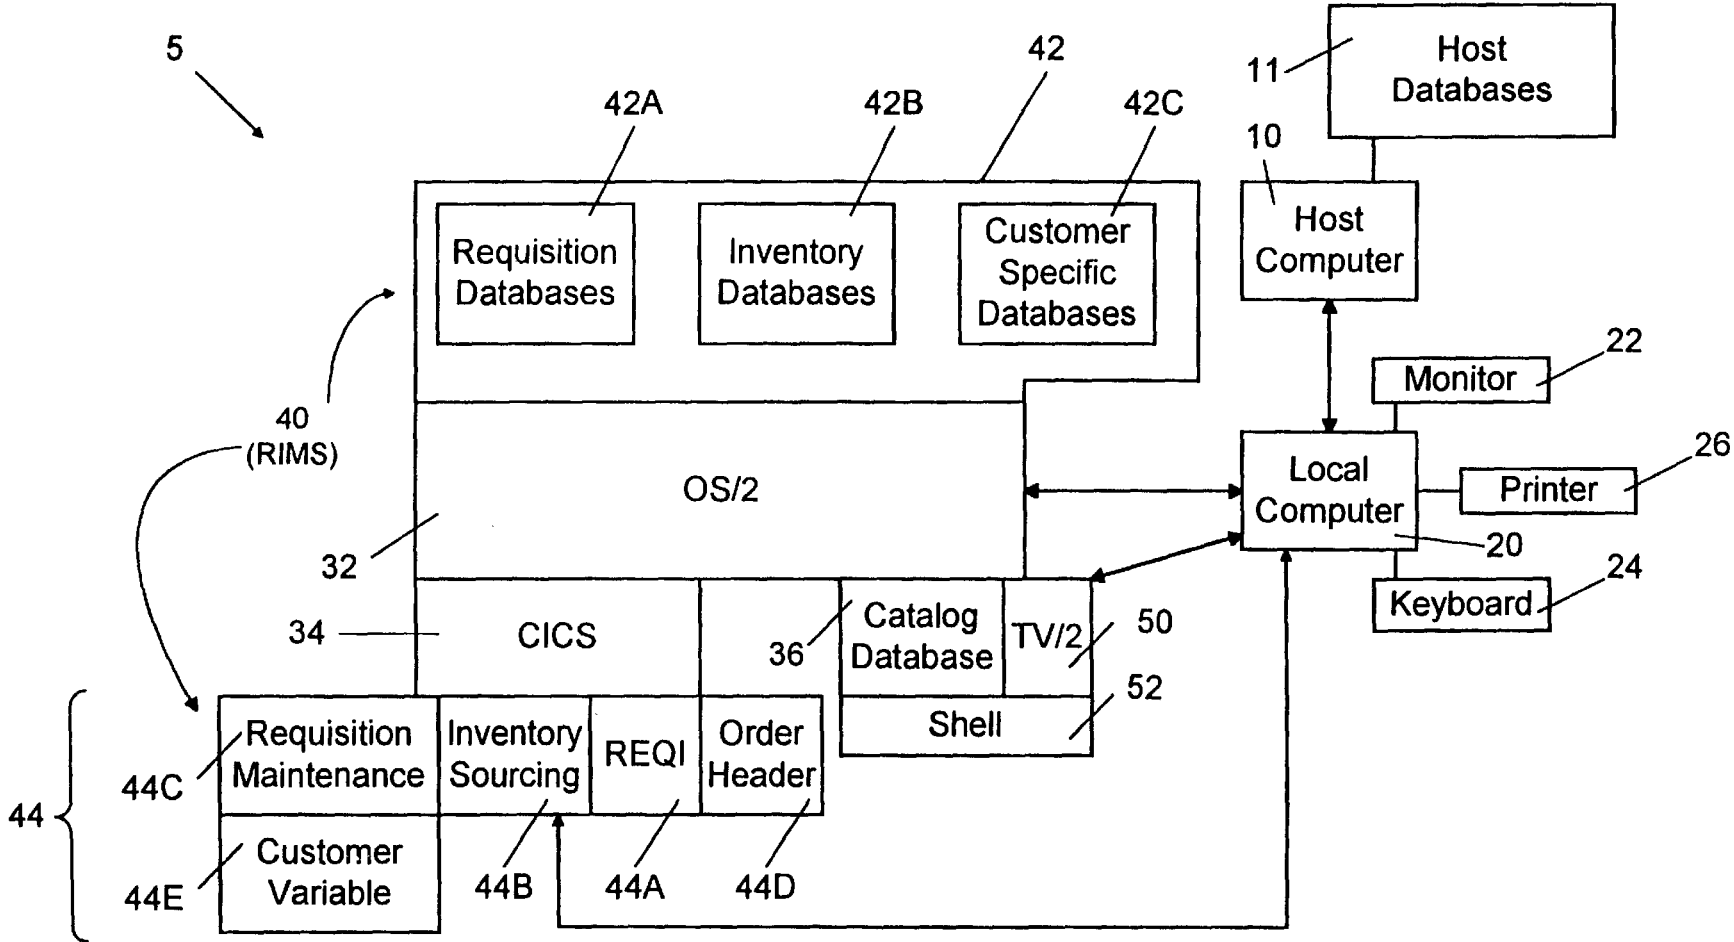 5
42
11
Host
Databases
42A
42B
42C
10
Requisition
Databases
Inventory
Databases
Customer
Specific
Databases
Host
Computer
22
Monitor
40
(RIMS)
26
OS/2
Local
Computer
Printer
32
20
24
Keyboard
34
CICS
36
Catalog
Database
TV/2
50
52
Shell
Requisition
Maintenance
Inventory
Sourcing
REQI
Order
Header
44C
44
Customer
Variable
44E
44B
44A
44D